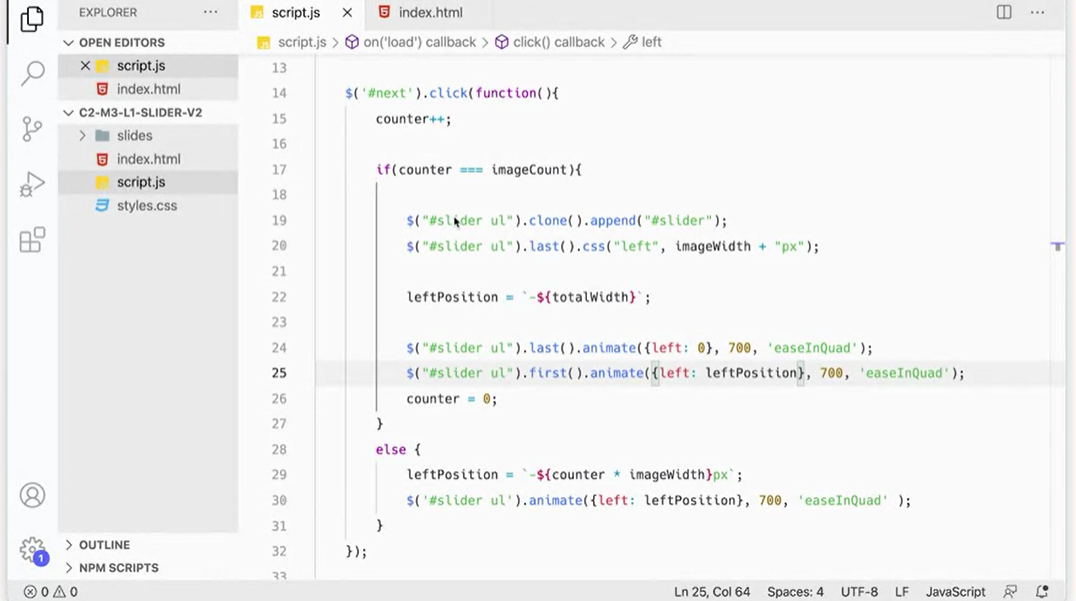 EXPLORER
script.js
index.html
OPEN EDITORS
script.js > on('load') callback > click() callback > left
script.js
index.html
C2-M3-L1-SLIDER-V2
slides
index.html
script.js
styles.css
13
14 $('#next').click(function(){
15 counter++;
16
17 if(counter === imageCount){
18
19 $("#slider ul").clone().append("#slider");
20 $("#slider ul").last().css("left", imageWidth + "px");
21
22 leftPosition = `-${totalWidth}`;
23
24 $("#slider ul").last().animate({left: 0}, 700, 'easeInQuad');
25 $("#slider ul").first().animate({left: leftPosition}, 700, 'easeInQuad');
26 counter = 0;
27 }
28 else {
29 leftPosition = `-${counter * imageWidth}px`;
30 $('#slider ul').animate({left: leftPosition}, 700, 'easeInQuad' );
31 }
32 });
33
OUTLINE
NPM SCRIPTS
1
0 0
Ln 25, Col 64 Spaces: 4 UTF-8 LF JavaScript